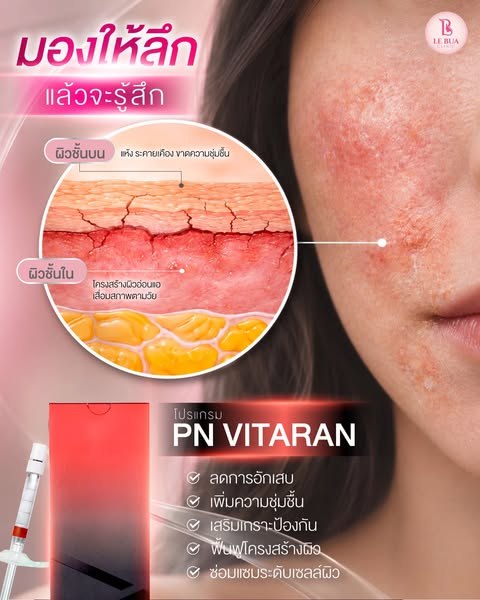 มองให้ลึก
แล้วจะรู้สึก
LE BUA
CLINIC
ผิวชั้นบน
แห้ง ระคายเคือง ขาดความชุ่มชื้น
ผิวชั้นใน
โครงสร้างผิวอ่อนแอ
เสื่อมสภาพตามวัย
โปรแกรม
PN VITARAN
ลดการอักเสบ
เพิ่มความชุ่มชื้น
เสริมเกราะป้องกัน
ฟื้นฟูโครงสร้างผิว
ซ่อมแซมระดับเซลล์ผิว